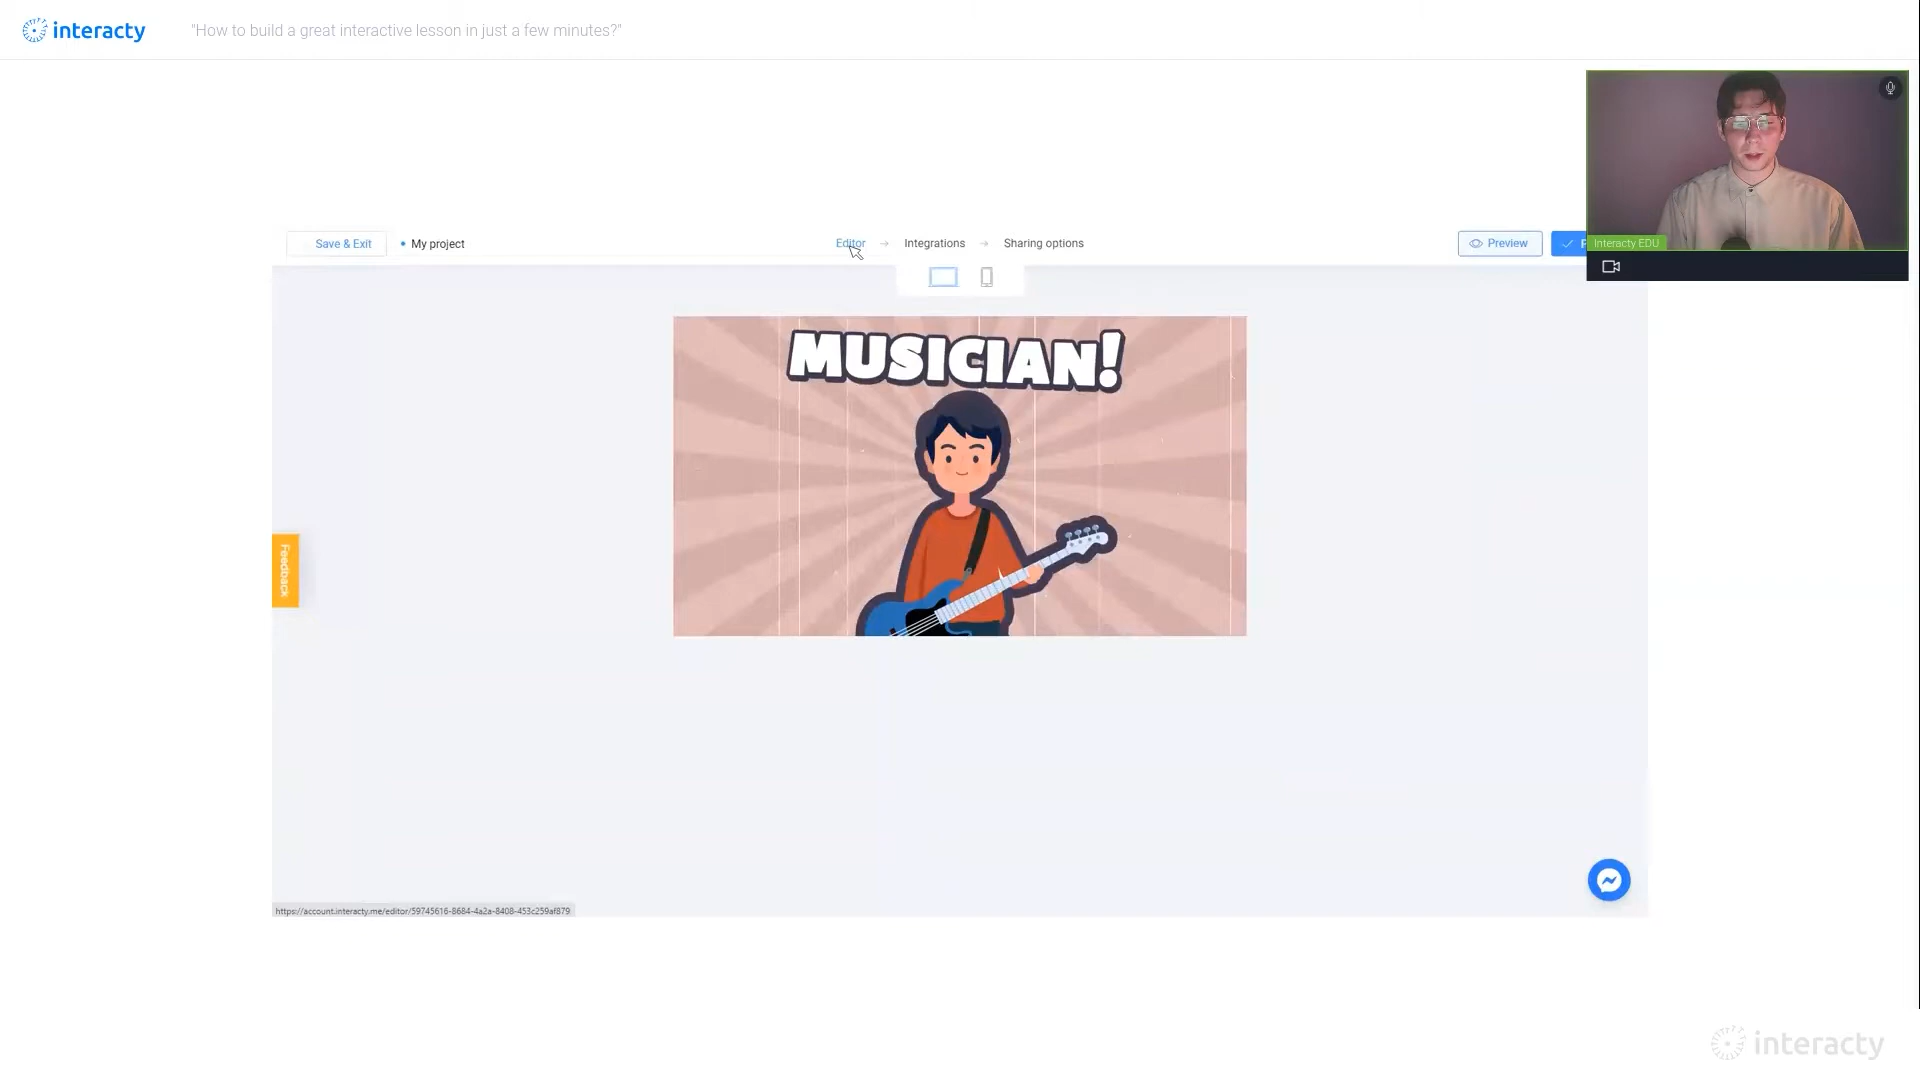 interacty
"How to build a great interactive lesson in just a few minutes?"
Save & Exit
My project
Editor
Integrations
Sharing options
Preview
P
Interacty EDU
MUSICIAN!
Feedback
https://account.interacty.me/editor/59745616-8684-4a2a-8408-453c259af879
interacty